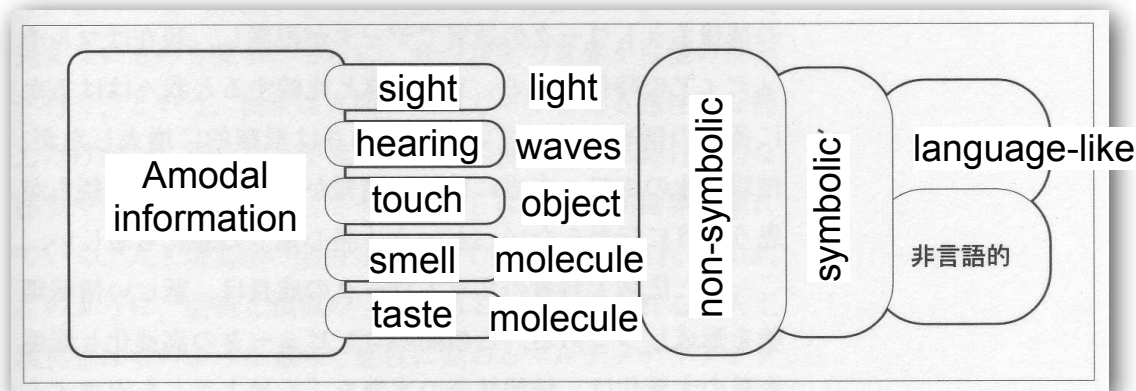 Amodal
information
sight
light
hearing
waves
touch
object
smell
molecule
taste
molecule
non-symbolic
symbolic
language-like
非言語的